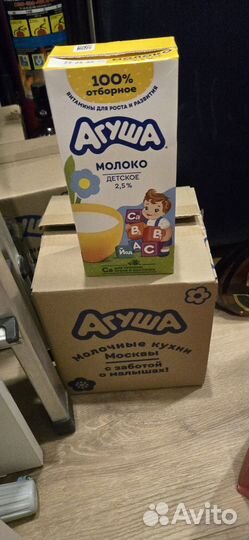 100%
отборное
ВИТАМИНЫ ДЛЯ РОСТА И РАЗВИТИЯ
АГУША
МОЛОКО
ДЕТСКОЕ
2,5%
Ca
B
B
Йод
A
C
Ca
АГУША
Молочные кухни
Москвы
с заботой
о малышах!
Avito